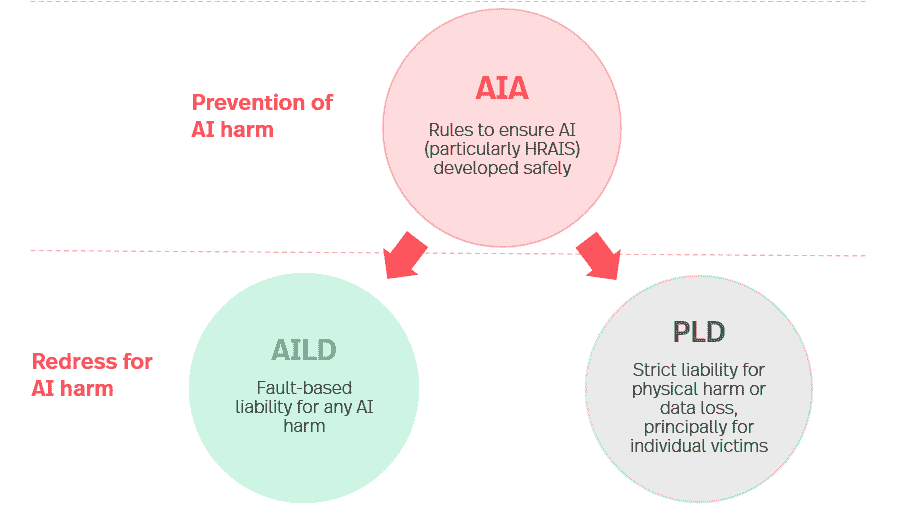 Prevention of
AI harm
AIA
Rules to ensure AI
(particularly HRAIS)
developed safely
Redress for
AI harm
AILD
Fault-based
liability for any AI
harm
PLD
Strict liability for
physical harm or
data loss,
principally for
individual victims